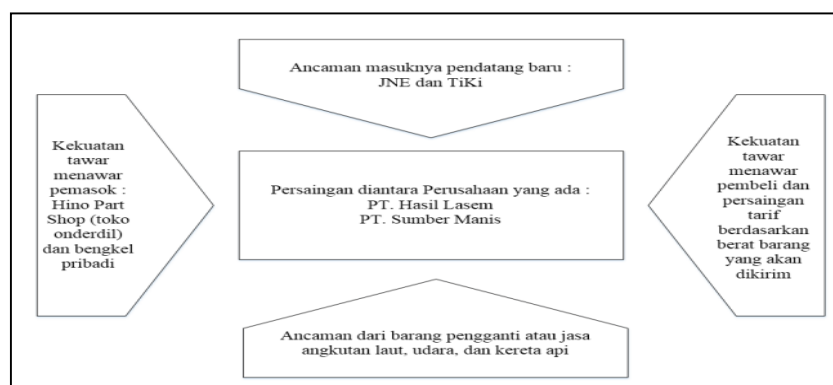 Ancaman masuknya pendatang baru :
JNE dan TiKi
Kekuatan
tawar
menawar
pemasok :
Hino Part
Shop (toko
onderdil)
dan bengkel
pribadi
Persaingan diantara Perusahaan yang ada :
PT. Hasil Lasem
PT. Sumber Manis
Kekuatan
tawar
menawar
pembeli dan
persaingan
tarif
berdasarkan
berat barang
yang akan
dikirim
Ancaman dari barang pengganti atau jasa
angkutan laut, udara, dan kereta api